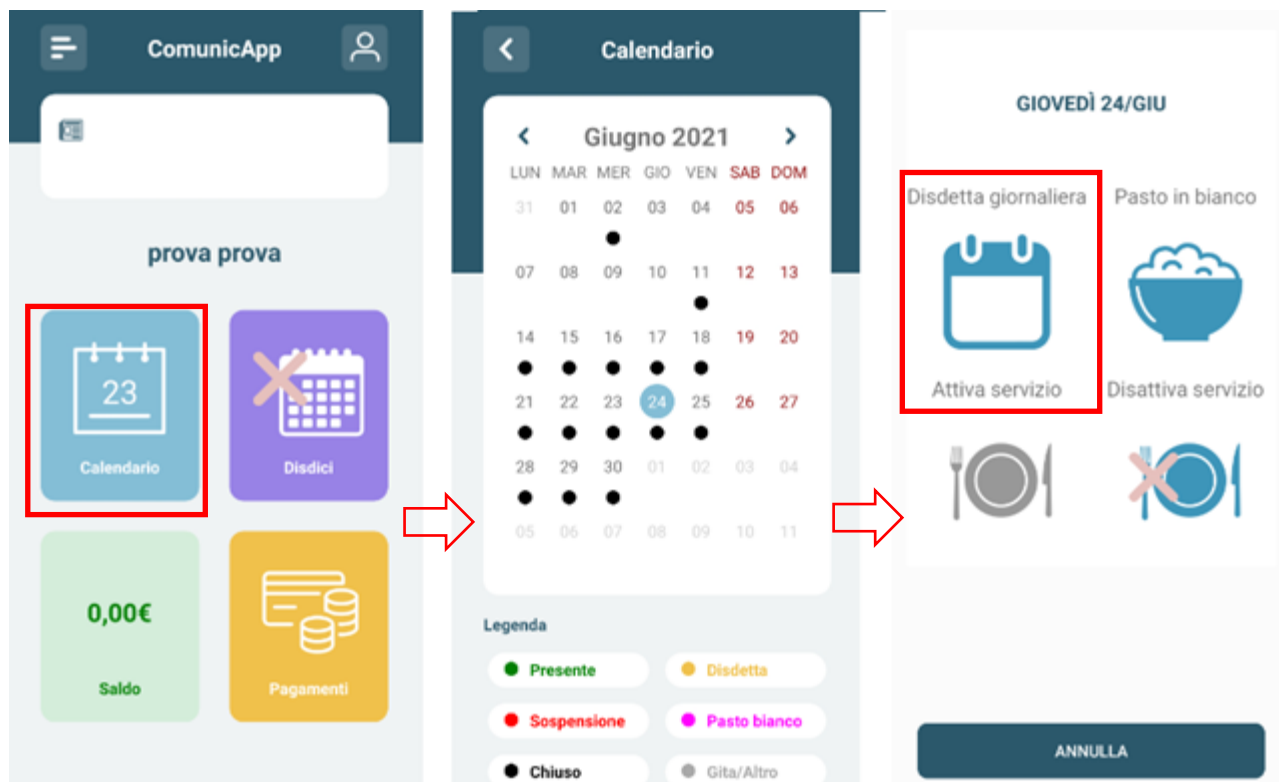 ComunicApp
prova prova
23
Calendario
Disdici
0,00€
Saldo
Pagamenti
Calendario
Giugno 2021
LUN MAR MER GIO VEN SAB DOM
31 01 02 03 04 05 06
07 08 09 10 11 12 13
14 15 16 17 18 19 20
21 22 23 24 25 26 27
28 29 30 01 02 03 04
05 06 07 08 09 10 11
Legenda
Presente Disdetta
Sospensione Pasto bianco
Chiuso Gita/Altro
GIOVEDÌ 24/GIU
Disdetta giornaliera Pasto in bianco
Attiva servizio Disattiva servizio
ANNULLA